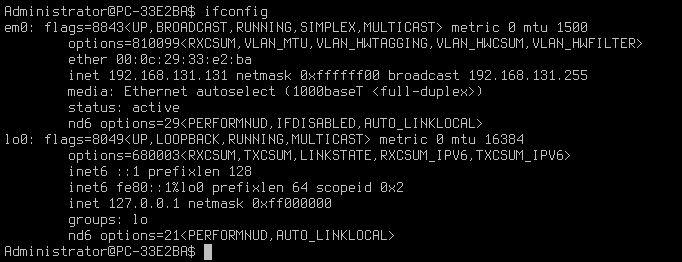 Administrator@PC-33E2BA$ ifconfig
em0: flags=8843<UP,BROADCAST,RUNNING,SIMPLEX,MULTICAST> metric 0 mtu 1500
options=810099<RXCSUM,VLAN_MTU,VLAN_HWTAGGING,VLAN_HWCSUM,VLAN_HWFILTER>
ether 00:0c:29:33:e2:ba
inet 192.168.131.131 netmask 0xffffff00 broadcast 192.168.131.255
media: Ethernet autoselect (1000baseT <full-duplex>)
status: active
nd6 options=29<PERFORMNUD,IFDISABLED,AUTO_LINKLOCAL>
lo0: flags=8049<UP,LOOPBACK,RUNNING,MULTICAST> metric 0 mtu 16384
options=680003<RXCSUM,TXCSUM,LINKSTATE,RXCSUM_IPV6,TXCSUM_IPV6>
inet6 ::1 prefixlen 128
inet6 fe80::1%lo0 prefixlen 64 scopeid 0x2
inet 127.0.0.1 netmask 0xff000000
groups: lo
nd6 options=21<PERFORMNUD,AUTO_LINKLOCAL>
Administrator@PC-33E2BA$